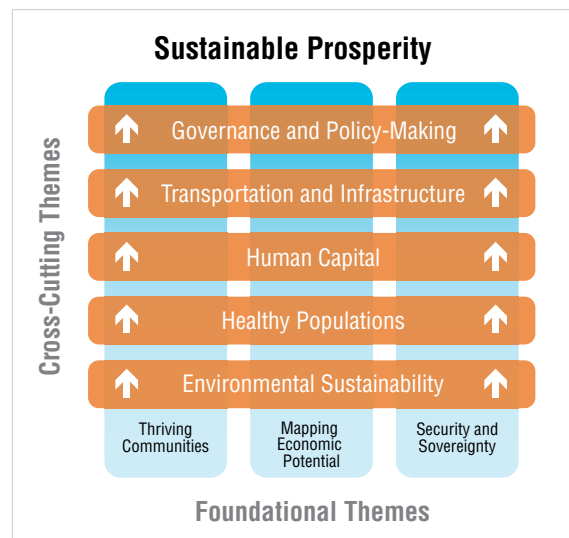 Sustainable Prosperity
Cross-Cutting Themes
Governance and Policy-Making
Transportation and Infrastructure
Human Capital
Healthy Populations
Environmental Sustainability
Thriving
Communities
Mapping
Economic
Potential
Security and
Sovereignty
Foundational Themes